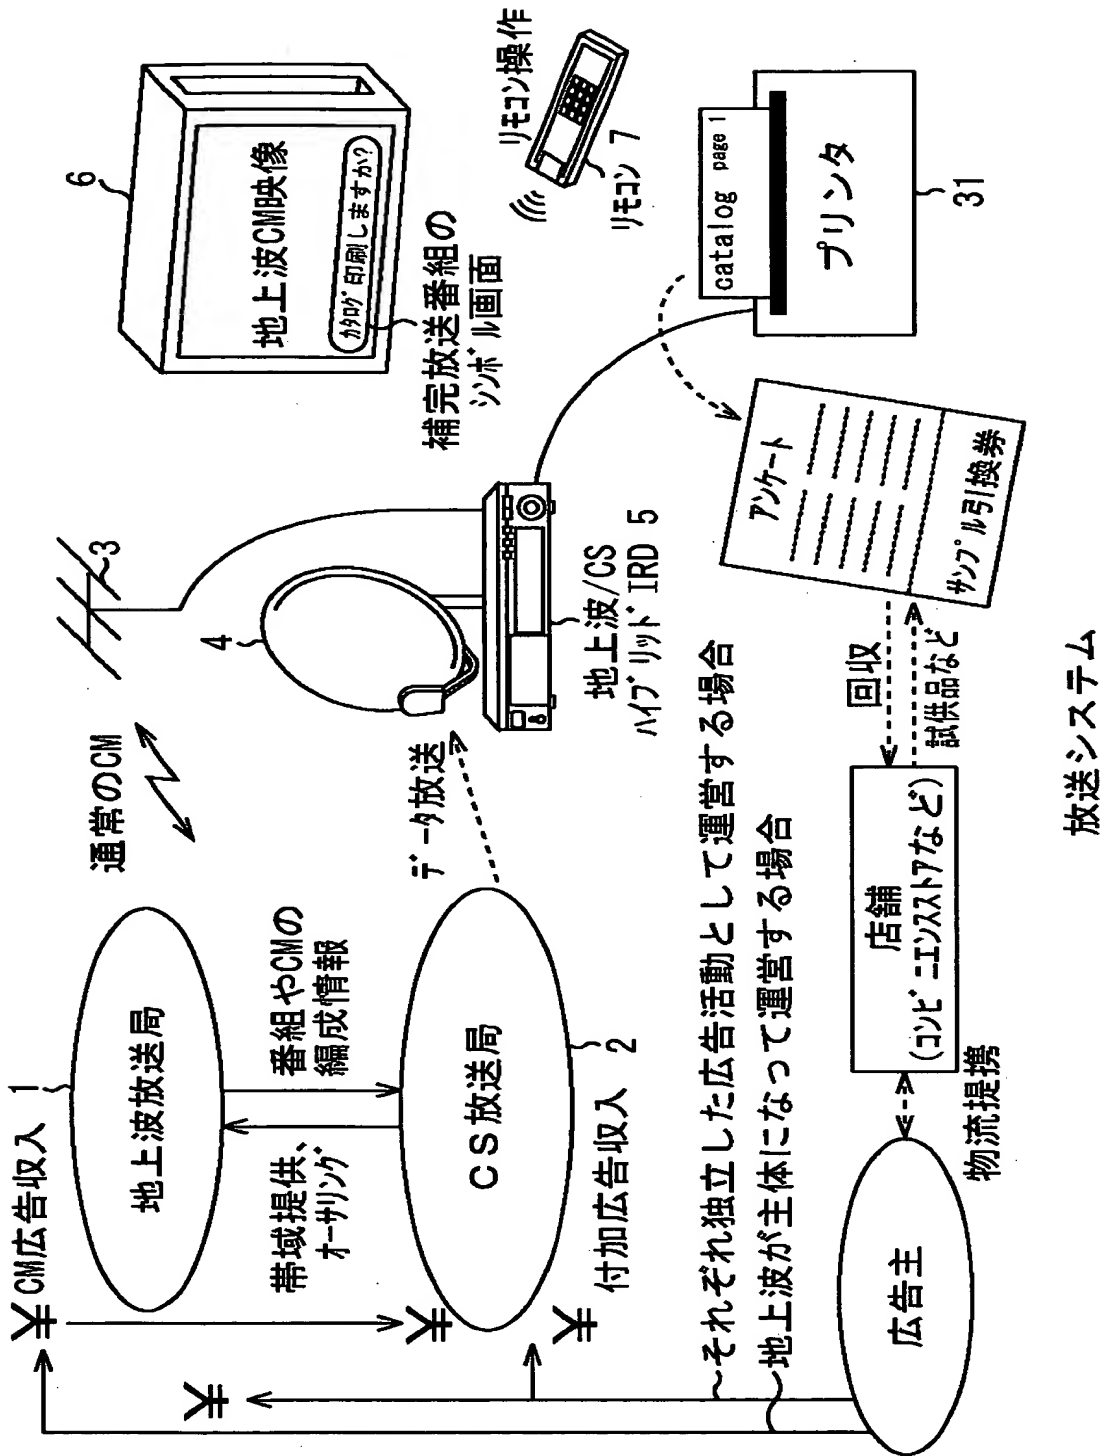 ¥ CM広告収入
1
地上波放送局
帯域提供、
オーサリング
番組やCMの
編成情報
¥
¥
CS放送局
2
¥ 付加広告収入
通常のCM
データ放送
3
4
地上波/CS
ハイブリッドIRD 5
6
地上波CM映像
カタログ印刷しますか?
補完放送番組の
シンボル画面
リモコン操作
リモコン 7
catalog page 1
プリンタ
31
アンケート
サンプル引換券
回収
試供品など
それぞれ独立した広告活動として運営する場合
地上波が主体になって運営する場合
店舗
(コンビニエンスストアなど)
物流提携
広告主
放送システム